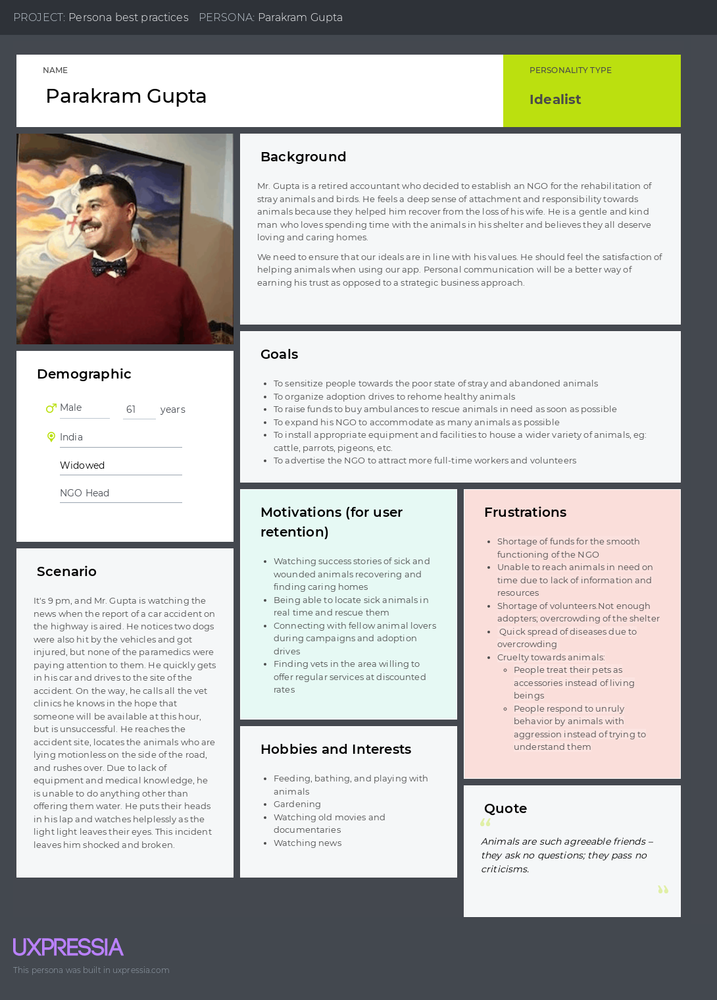 PROJECT: Persona best practices PERSONA: Parakram Gupta
NAME
Parakram Gupta
PERSONALITY TYPE
Idealist
Background
Mr. Gupta is a retired accountant who decided to establish an NGO for the rehabilitation of
stray animals and birds. He feels a deep sense of attachment and responsibility towards
animals because they helped him recover from the loss of his wife. He is a gentle and kind
man who loves spending time with the animals in his shelter and believes they all deserve
loving and caring homes.
We need to ensure that our ideals are in line with his values. He should feel the satisfaction of
helping animals when using our app. Personal communication will be a better way of
earning his trust as opposed to a strategic business approach.
Goals
• To sensitize people towards the poor state of stray and abandoned animals
• To organize adoption drives to rehome healthy animals
• To raise funds to buy ambulances to rescue animals in need as soon as possible
• To expand his NGO to accommodate as many animals as possible
• To install appropriate equipment and facilities to house a wider variety of animals, eg:
cattle, parrots, pigeons, etc.
• To advertise the NGO to attract more full-time workers and volunteers
Demographic
Male 61 years
India
Widowed
NGO Head
Scenario
It's 9 pm, and Mr. Gupta is watching the
news when the report of a car accident on
the highway is aired. He notices two dogs
were also hit by the vehicles and got
injured, but none of the paramedics were
paying attention to them. He quickly gets
in his car and drives to the site of the
accident. On the way, he calls all the vet
clinics he knows in the hope that
someone will be available at this hour,
but is unsuccessful. He reaches the
accident site, locates the animals who are
lying motionless on the side of the road,
and rushes over. Due to lack of
equipment and medical knowledge, he
is unable to do anything other than
offering them water. He puts their heads
in his lap and watches helplessly as the
light light leaves their eyes. This incident
leaves him shocked and broken.
Motivations (for user
retention)
• Watching success stories of sick and
wounded animals recovering and
finding caring homes
• Being able to locate sick animals in
real time and rescue them
• Connecting with fellow animal lovers
during campaigns and adoption
drives
• Finding vets in the area willing to
offer regular services at discounted
rates
Hobbies and Interests
• Feeding, bathing, and playing with
animals
• Gardening
• Watching old movies and
documentaries
• Watching news
Frustrations
• Shortage of funds for the smooth
functioning of the NGO
• Unable to reach animals in need on
time due to lack of information and
resources
• Shortage of volunteers.Not enough
adopters; overcrowding of the shelter
• Quick spread of diseases due to
overcrowding
• Cruelty towards animals:
◦ People treat their pets as
accessories instead of living
beings
◦ People respond to unruly
behavior by animals with
aggression instead of trying to
understand them
Quote
“
Animals are such agreeable friends –
they ask no questions; they pass no
criticisms.
”
UXPRESSIA
This persona was built in uxpressia.com